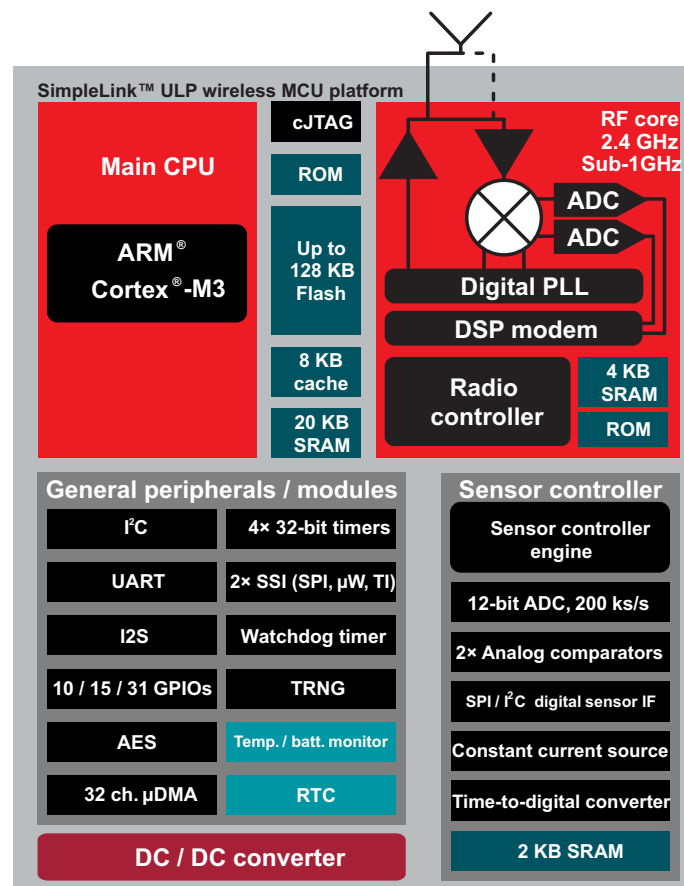 SimpleLink™ ULP wireless MCU platform
Main CPU
ARM®
Cortex®-M3
cJTAG
ROM
Up to
128 KB
Flash
8 KB
cache
20 KB
SRAM
RF core
2.4 GHz
Sub-1GHz
ADC
ADC
Digital PLL
DSP modem
Radio
controller
4 KB
SRAM
ROM
General peripherals / modules
I²C
4× 32-bit timers
UART
2× SSI (SPI, µW, TI)
I2S
Watchdog timer
10 / 15 / 31 GPIOs
TRNG
AES
Temp. / batt. monitor
32 ch. µDMA
RTC
DC / DC converter
Sensor controller
Sensor controller
engine
12-bit ADC, 200 ks/s
2× Analog comparators
SPI / I²C digital sensor IF
Constant current source
Time-to-digital converter
2 KB SRAM